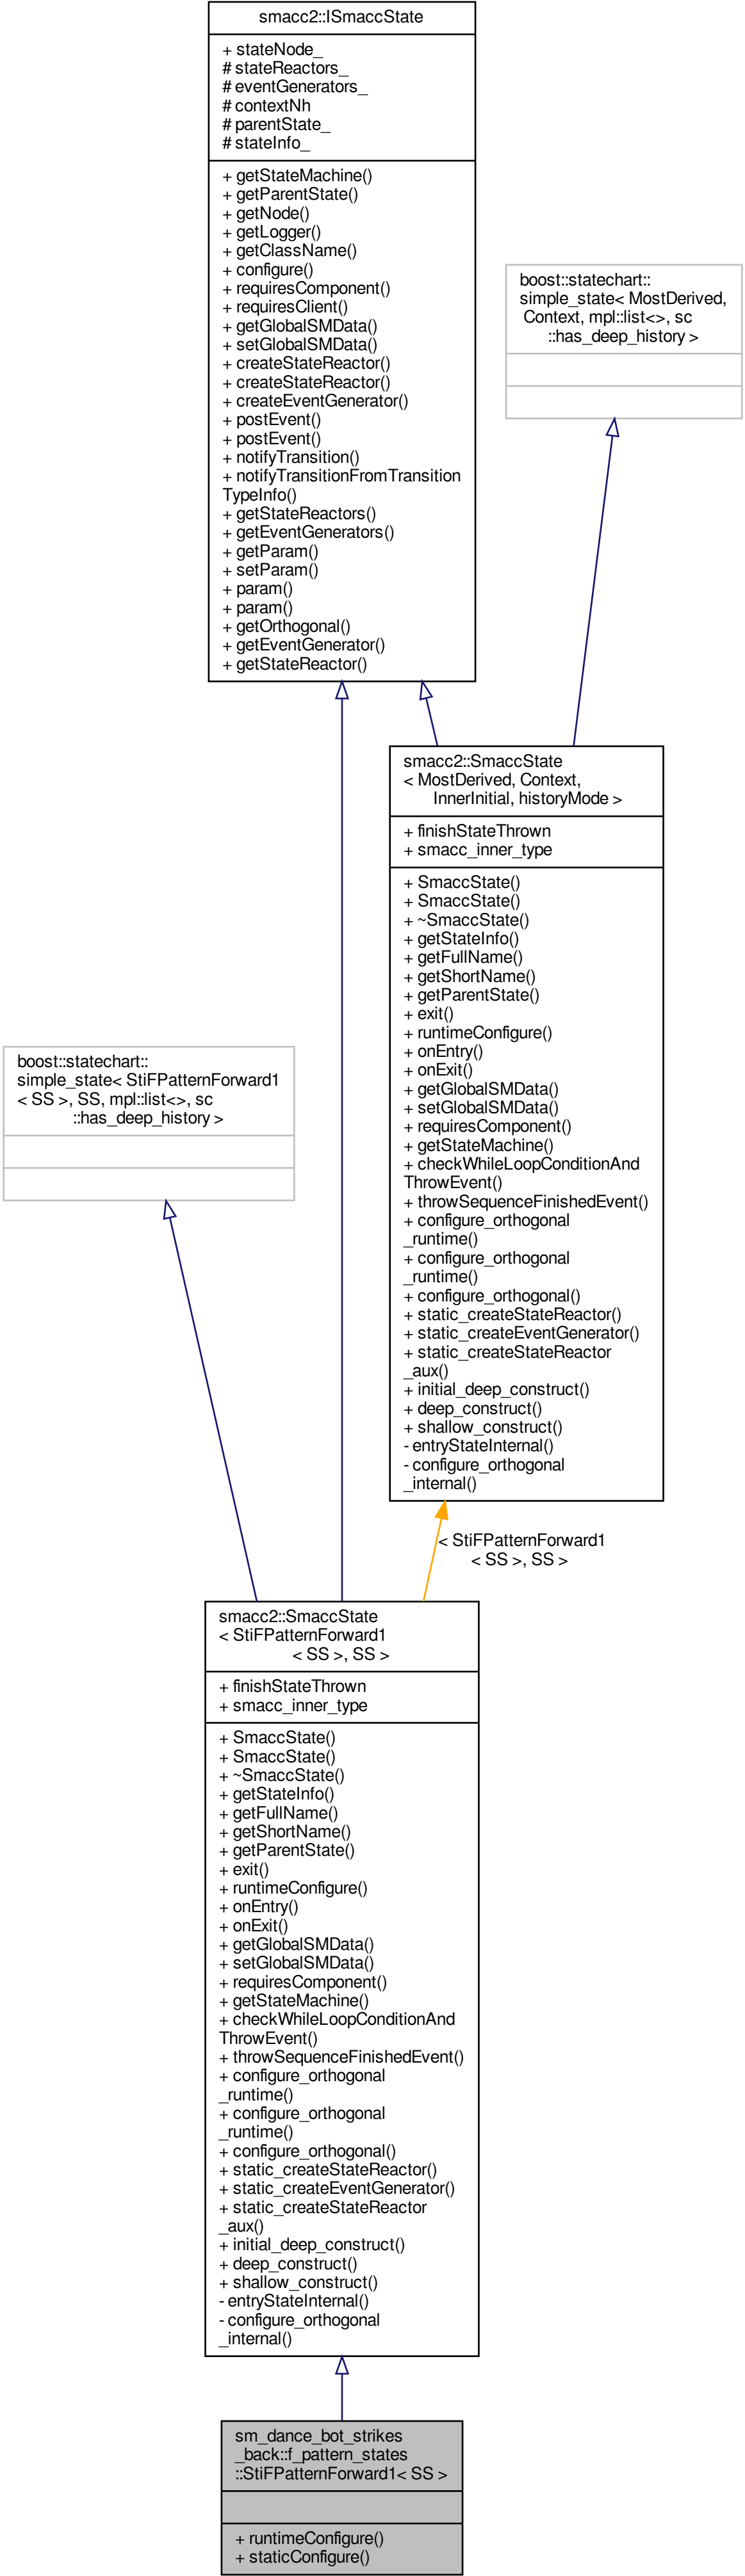 smacc2::ISmaccState
+ stateNode_
# stateReactors_
# eventGenerators_
# contextNh
# parentState_
# stateInfo_
+ getStateMachine()
+ getParentState()
+ getNode()
+ getLogger()
+ getClassName()
+ configure()
+ requiresComponent()
+ requiresClient()
+ getGlobalSMData()
+ setGlobalSMData()
+ createStateReactor()
+ createStateReactor()
+ createEventGenerator()
+ postEvent()
+ postEvent()
+ notifyTransition()
+ notifyTransitionFromTransition
TypeInfo()
+ getStateReactors()
+ getEventGenerators()
+ getParam()
+ setParam()
+ param()
+ param()
+ getOrthogonal()
+ getEventGenerator()
+ getStateReactor()
boost::statechart::
simple_state< MostDerived,
Context, mpl::list<>, sc
::has_deep_history >
smacc2::SmaccState
< MostDerived, Context,
InnerInitial, historyMode >
+ finishStateThrown
+ smacc_inner_type
+ SmaccState()
+ SmaccState()
+ ~SmaccState()
+ getStateInfo()
+ getFullName()
+ getShortName()
+ getParentState()
+ exit()
+ runtimeConfigure()
+ onEntry()
+ onExit()
+ getGlobalSMData()
+ setGlobalSMData()
+ requiresComponent()
+ getStateMachine()
+ checkWhileLoopConditionAnd
ThrowEvent()
+ throwSequenceFinishedEvent()
+ configure_orthogonal
_runtime()
+ configure_orthogonal
_runtime()
+ configure_orthogonal()
+ static_createStateReactor()
+ static_createEventGenerator()
+ static_createStateReactor
_aux()
+ initial_deep_construct()
+ deep_construct()
+ shallow_construct()
- entryStateInternal()
- configure_orthogonal
_internal()
boost::statechart::
simple_state< StiFPatternForward1
< SS >, SS, mpl::list<>, sc
::has_deep_history >
< StiFPatternForward1
< SS >, SS >
smacc2::SmaccState
< StiFPatternForward1
< SS >, SS >
+ finishStateThrown
+ smacc_inner_type
+ SmaccState()
+ SmaccState()
+ ~SmaccState()
+ getStateInfo()
+ getFullName()
+ getShortName()
+ getParentState()
+ exit()
+ runtimeConfigure()
+ onEntry()
+ onExit()
+ getGlobalSMData()
+ setGlobalSMData()
+ requiresComponent()
+ getStateMachine()
+ checkWhileLoopConditionAnd
ThrowEvent()
+ throwSequenceFinishedEvent()
+ configure_orthogonal
_runtime()
+ configure_orthogonal
_runtime()
+ configure_orthogonal()
+ static_createStateReactor()
+ static_createEventGenerator()
+ static_createStateReactor
_aux()
+ initial_deep_construct()
+ deep_construct()
+ shallow_construct()
- entryStateInternal()
- configure_orthogonal
_internal()
sm_dance_bot_strikes
_back::f_pattern_states
::StiFPatternForward1< SS >
+ runtimeConfigure()
+ staticConfigure()